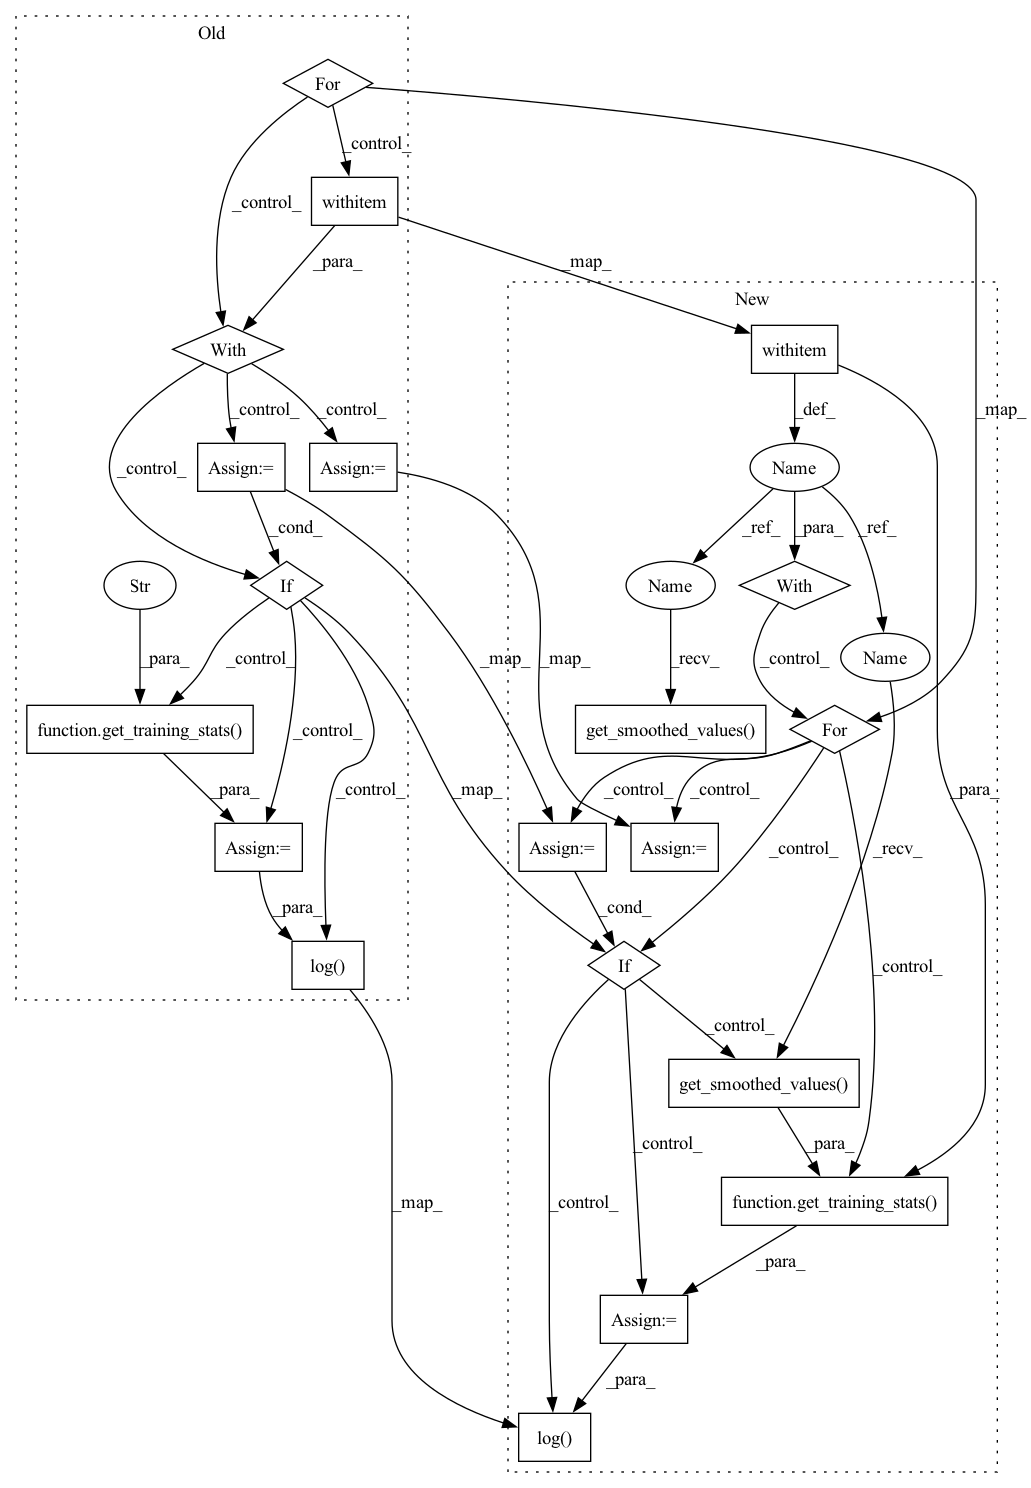 Old
For
_control_
withitem
_control_
_para_
_map_
New
With
withitem
_def_
_map_
_control_
_control_
_control_
Assign:=
Assign:=
Name
_cond_
_ref_
_para_
_ref_
Str
If
Name
With
_para_
_control_
_map_
_map_
_recv_
_control_
Name
function.get_training_stats()
_control_
get_smoothed_values()
For
_para_
_control_
_map_
_control_
_control_
_para_
Assign:=
Assign:=
Assign:=
_control_
_recv_
_para_
_cond_
log()
If
_control_
_control_
get_smoothed_values()
_control_
_para_
_map_
_control_
function.get_training_stats()
_para_
Assign:=
_para_
log()